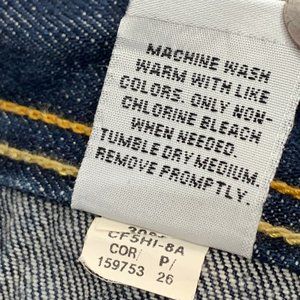 MACHINE WASH
WARM WITH LIKE
COLORS. ONLY NON-
CHLORINE BLEACH
WHEN NEEDED.
TUMBLE DRY MEDIUM.
REMOVE PROMPTLY.
CF5HI-8A
COR/ P/
159753 26